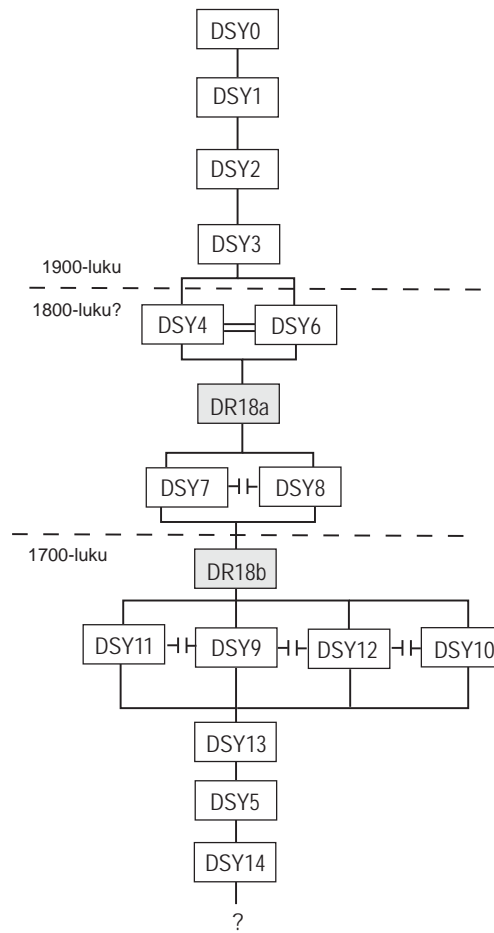 DSY0
DSY1
DSY2
DSY3
1900-luku
1800-luku?
DSY4 DSY6
DR18a
DSY7 DSY8
1700-luku
DR18b
DSY11 DSY9 DSY12 DSY10
DSY13
DSY5
DSY14
?